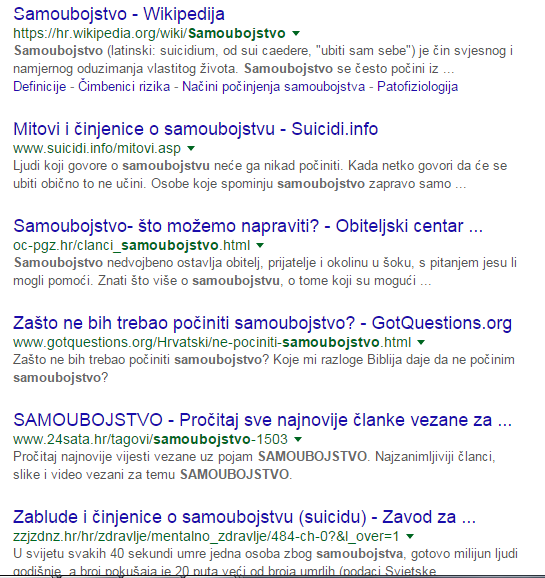 Samoubojstvo - Wikipedija
https://hr.wikipedia.org/wiki/Samoubojstvo
Samoubojstvo (latinski: suicidium, od sui caedere, "ubiti sam sebe") je čin svjesnog i
namjernog oduzimanja vlastitog života. Samoubojstvo se često počini iz ...
Definicije - Čimbenici rizika - Načini počinjenja samoubojstva - Patofiziologija
Mitovi i činjenice o samoubojstvu - Suicidi.info
www.suicidi.info/mitovi.asp
Ljudi koji govore o samoubojstvu neće ga nikad počiniti. Kada netko govori da će se
ubiti obično to ne učini. Osobe koje spominju samoubojstvo zapravo samo ...
Samoubojstvo- što možemo napraviti? - Obiteljski centar ...
oc-pgz.hr/clanci_samoubojstvo.html
Samoubojstvo nedvojbeno ostavlja obitelj, prijatelje i okolinu u šoku, s pitanjem jesu li
mogli pomoći. Znati što više o samoubojstvu, o tome koji su mogući ...
Zašto ne bih trebao počiniti samoubojstvo? - GotQuestions.org
www.gotquestions.org/Hrvatski/ne-pociniti-samoubojstvo.html
Zašto ne bih trebao počiniti samoubojstvo? Koje mi razloge Biblija daje da ne počinim
samoubojstvo?
SAMOUBOJSTVO - Pročitaj sve najnovije članke vezane za ...
www.24sata.hr/tagovi/samoubojstvo-1503
Pročitaj najnovije vijesti vezane uz pojam SAMOUBOJSTVO. Najzanimljiviji članci,
slike i video vezani za temu SAMOUBOJSTVO.
Zablude i činjenice o samoubojstvu (suicidu) - Zavod za ...
zzjzdnz.hr/hr/zdravlje/mentalno_zdravlje/484-ch-0?&l_over=1
U svijetu svakih 40 sekundi umre jedna osoba zbog samoubojstva, gotovo milijun ljudi
godišnje, a broj pokušaja je 20 puta veći od broja umrlih (podaci Svjetske